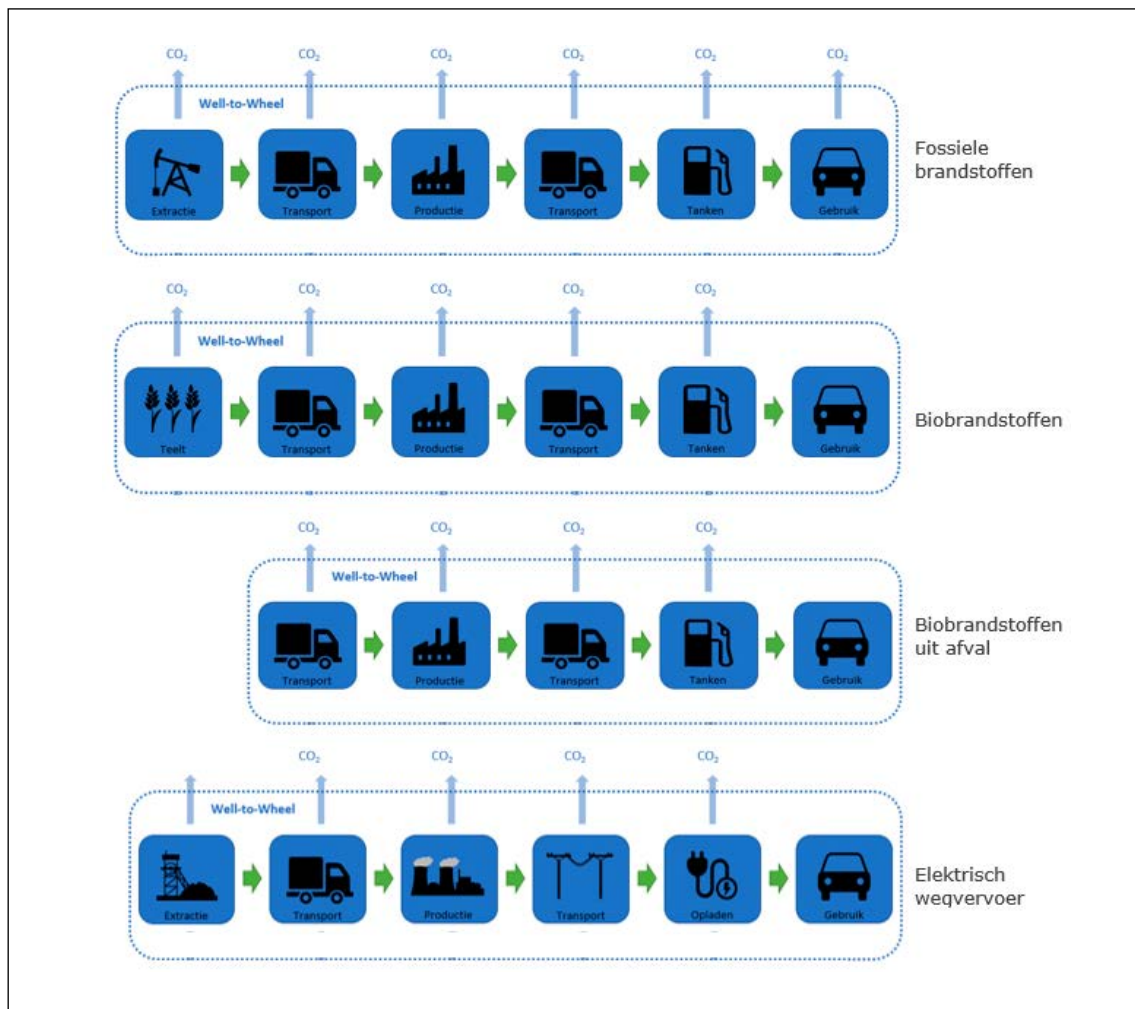 CO₂ CO₂ CO₂ CO₂ CO₂ CO₂
Well-to-Wheel
Extractie Transport Productie Transport Tanken Gebruik
Fossiele
brandstoffen
CO₂ CO₂ CO₂ CO₂ CO₂
Well-to-Wheel
Teelt Transport Productie Transport Tanken Gebruik
Biobrandstoffen
CO₂ CO₂ CO₂ CO₂
Well-to-Wheel
Transport Productie Transport Tanken Gebruik
Biobrandstoffen
uit afval
CO₂ CO₂ CO₂ CO₂
Well-to-Wheel
Extractie Transport Productie Transport Opladen Gebruik
Elektrisch
wegvervoer